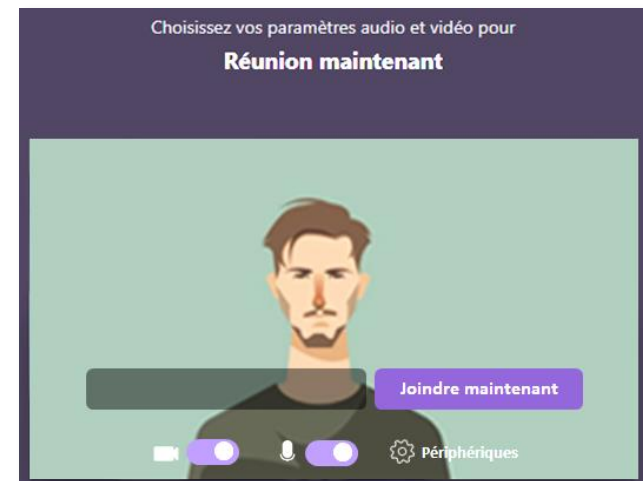 Choisissez vos paramètres audio et vidéo pour
Réunion maintenant
Joindre maintenant
Périphériques